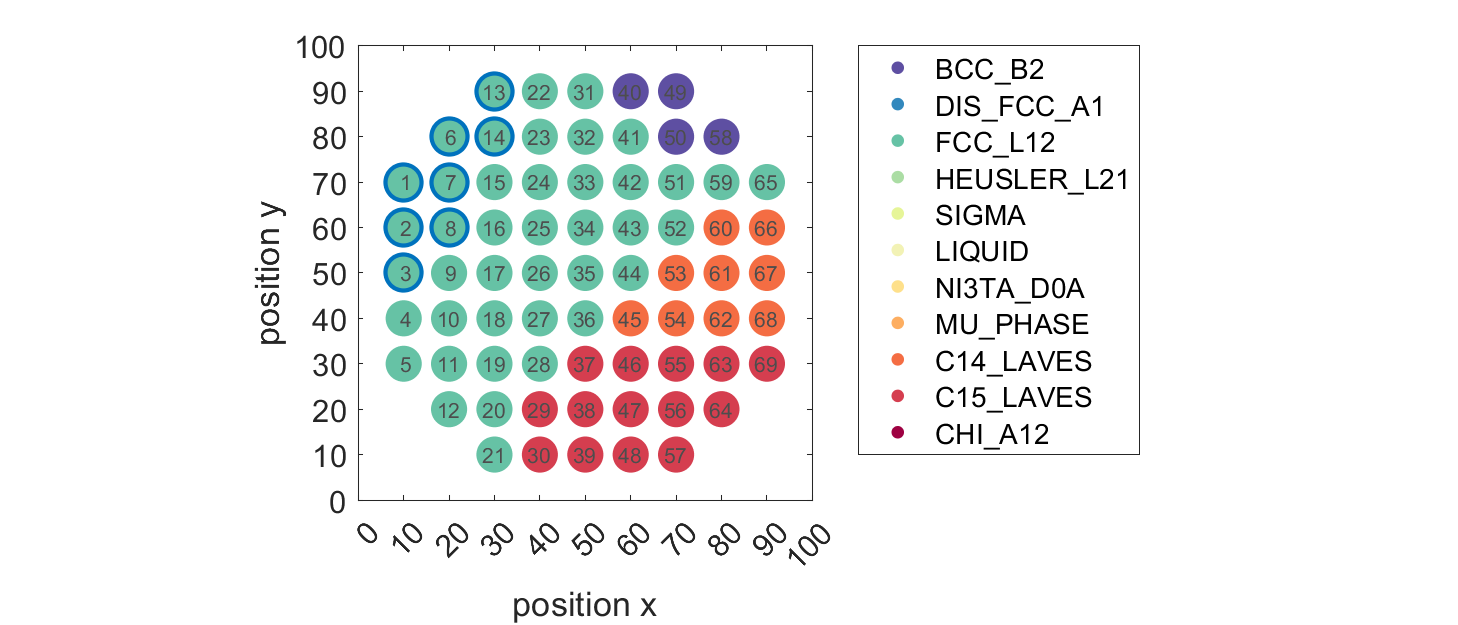 100
90
80
70
60
50
40
30
20
10
0
position y
13 22 31 40 49
6 14 23 32 41 50 58
1 7 15 24 33 42 51 59 65
2 8 16 25 34 43 52 60 66
3 9 17 26 35 44 53 61 67
4 10 18 27 36 45 54 62 68
5 11 19 28 37 46 55 63 69
12 20 29 38 47 56 64
21 30 39 48 57
0 10 20 30 40 50 60 70 80 90 100
position x
BCC_B2
DIS_FCC_A1
FCC_L12
HEUSLER_L21
SIGMA
LIQUID
NI3TA_D0A
MU_PHASE
C14_LAVES
C15_LAVES
CHI_A12